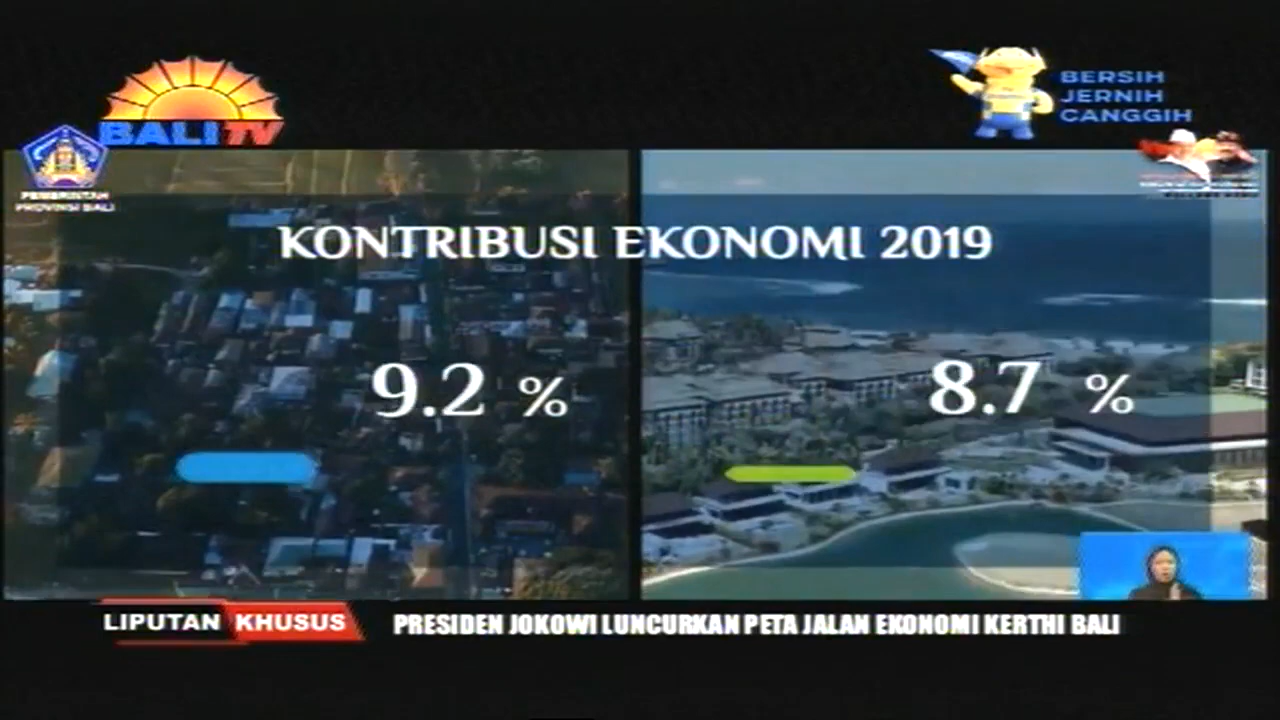 BALI TV
BERSIH
JERNIH
CANGGIH
PEMERINTAH
PROVINSI BALI
KONTRIBUSI EKONOMI 2019
9.2 %
8.7 %
LIPUTAN KHUSUS
PRESIDEN JOKOWI LUNCURKAN PETA JALAN EKONOMI KERTHI BALI